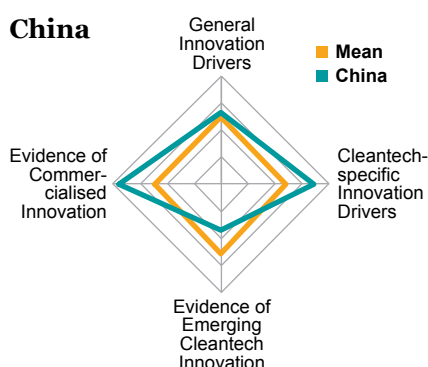 China
General
Innovation
Drivers
Mean
China
Evidence of
Commer-
cialised
Innovation
Cleantech-
specific
Innovation
Drivers
Evidence of
Emerging
Cleantech
Innovation